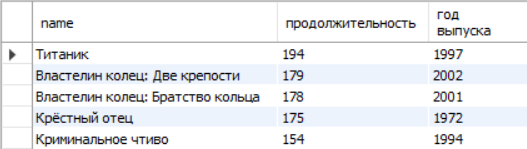 name продолжительность год выпуска
Титаник 194 1997
Властелин колец: Две крепости 179 2002
Властелин колец: Братство кольца 178 2001
Крёстный отец 175 1972
Криминальное чтиво 154 1994